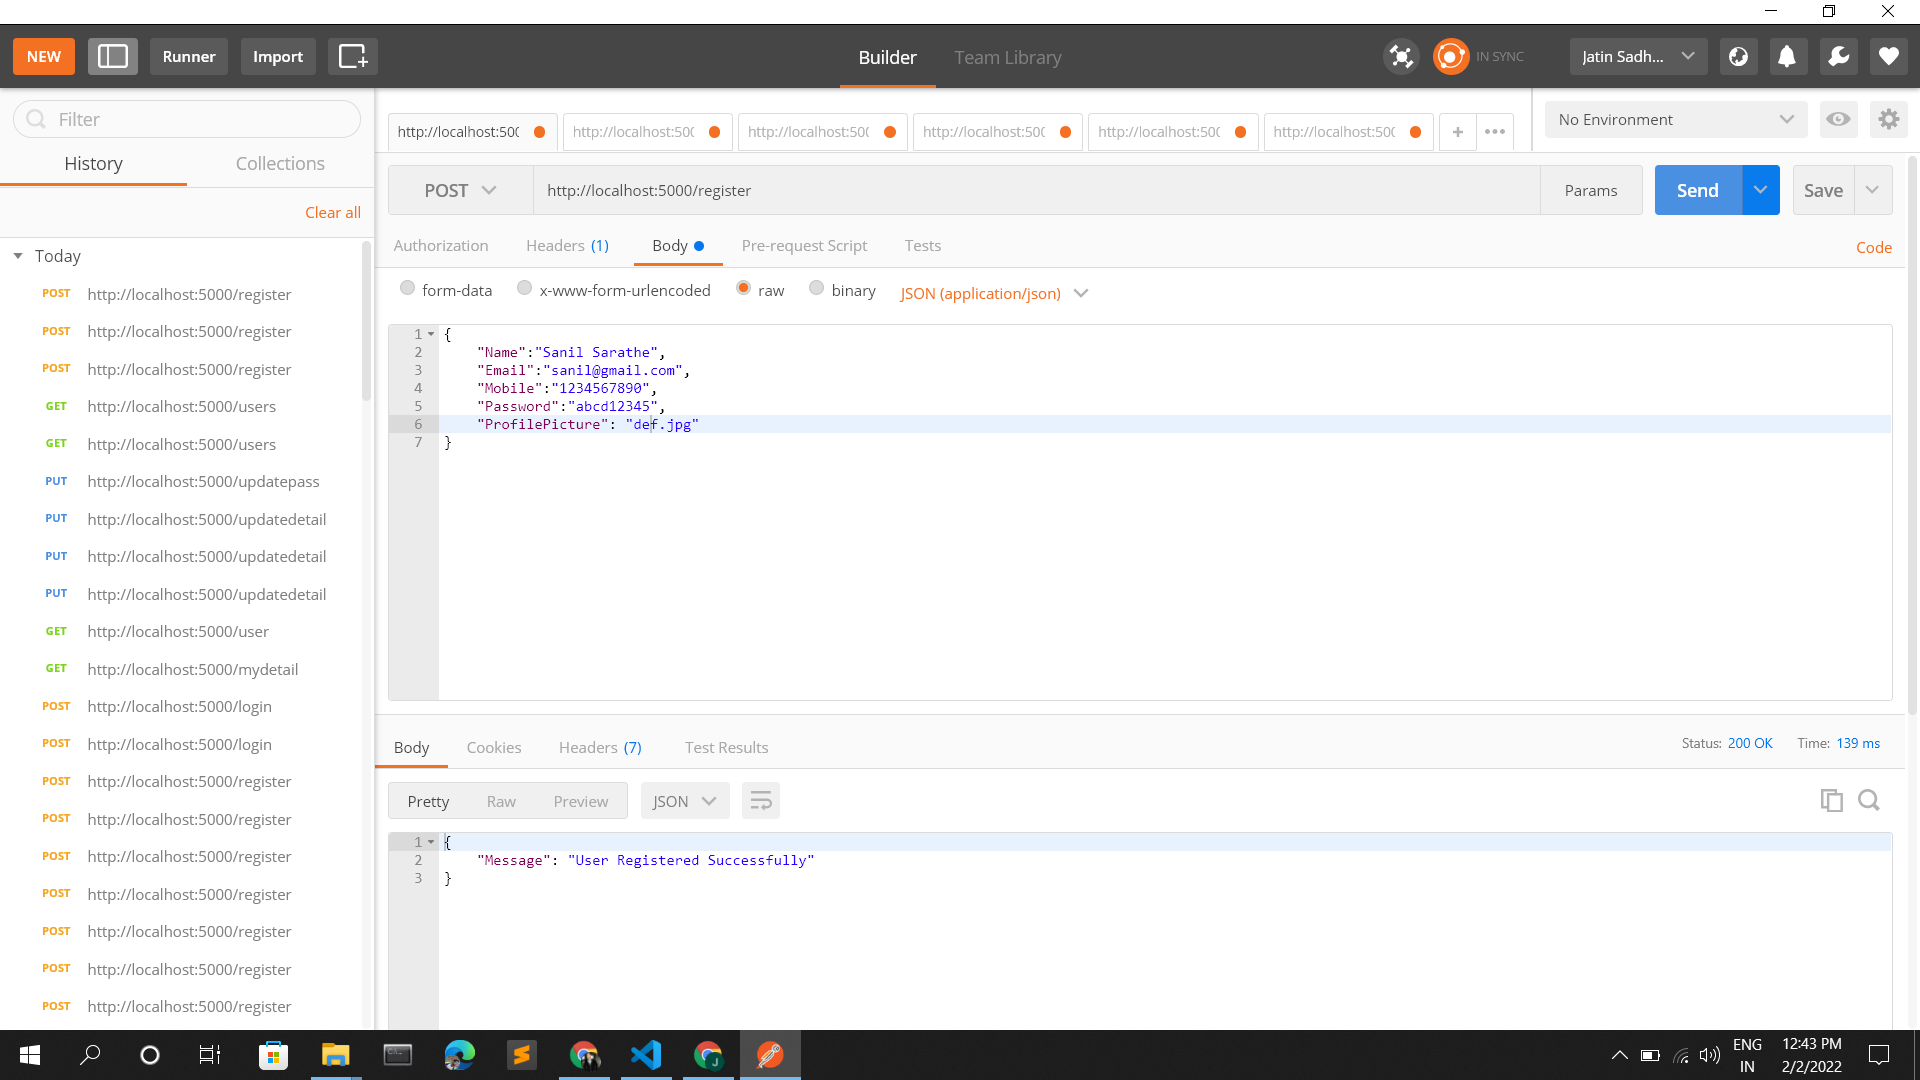 NEW
Runner
Import
Builder
Team Library
IN SYNC
Jatin Sadh...
Filter
History
Collections
Clear all
Today
POST http://localhost:5000/register
POST http://localhost:5000/register
POST http://localhost:5000/register
GET http://localhost:5000/users
GET http://localhost:5000/users
PUT http://localhost:5000/updatepass
PUT http://localhost:5000/updatedetail
PUT http://localhost:5000/updatedetail
PUT http://localhost:5000/updatedetail
GET http://localhost:5000/user
GET http://localhost:5000/mydetail
POST http://localhost:5000/login
POST http://localhost:5000/login
POST http://localhost:5000/register
POST http://localhost:5000/register
POST http://localhost:5000/register
POST http://localhost:5000/register
POST http://localhost:5000/register
POST http://localhost:5000/register
POST http://localhost:5000/register
http://localhost:500 http://localhost:500 http://localhost:500 http://localhost:500 http://localhost:500 http://localhost:500 + •••
No Environment
POST http://localhost:5000/register Params Send Save
Authorization Headers (1) Body Pre-request Script Tests Code
form-data x-www-form-urlencoded raw binary JSON (application/json)
1 {
2 "Name":"Sanil Sarathe",
3 "Email":"sanil@gmail.com",
4 "Mobile":"1234567890",
5 "Password":"abcd12345",
6 "ProfilePicture": "def.jpg"
7 }
Body Cookies Headers (7) Test Results Status: 200 OK Time: 139 ms
Pretty Raw Preview JSON
1 {
2 "Message": "User Registered Successfully"
3 }
ENG
IN
12:43 PM
2/2/2022